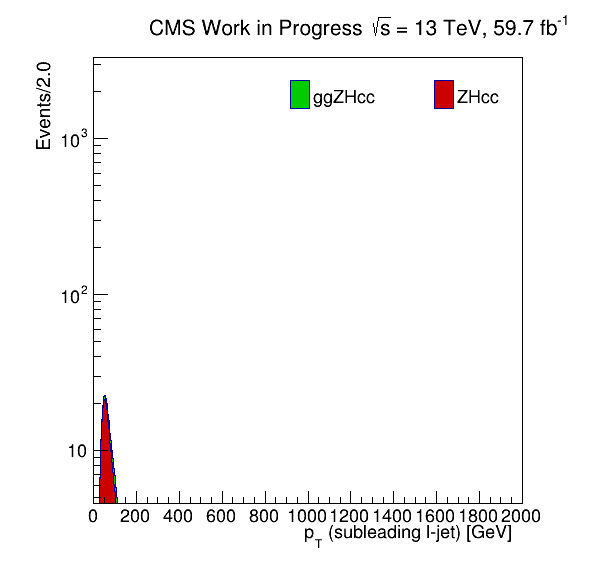 CMS Work in Progress √s = 13 TeV, 59.7 fb⁻¹
Events/2.0
ggZHcc ZHcc
10³
10²
10
0 200 400 600 800 1000 1200 1400 1600 1800 2000
p_T (subleading l-jet) [GeV]